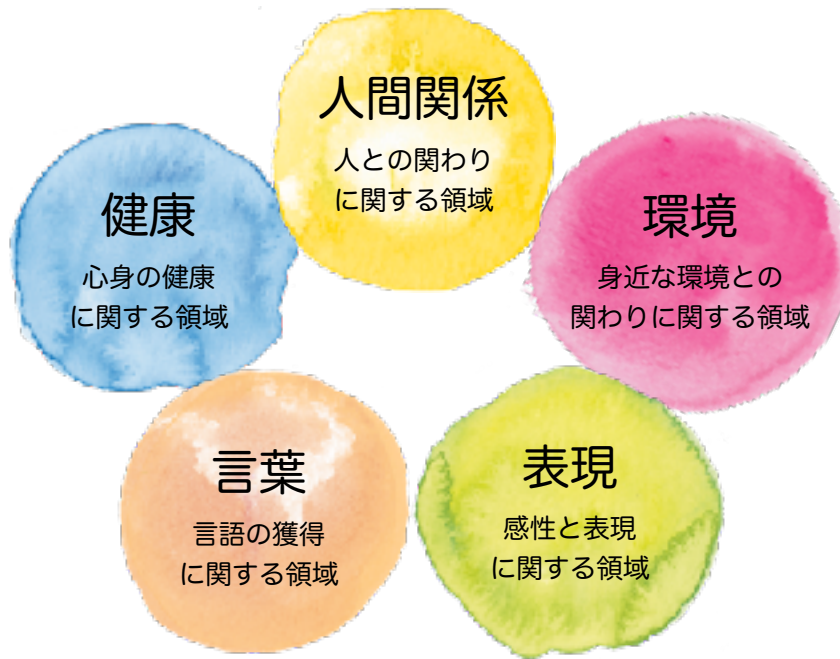 人間関係
人との関わり
に関する領域
健康
心身の健康
に関する領域
環境
身近な環境との
関わりに関する領域
言葉
言語の獲得
に関する領域
表現
感性と表現
に関する領域